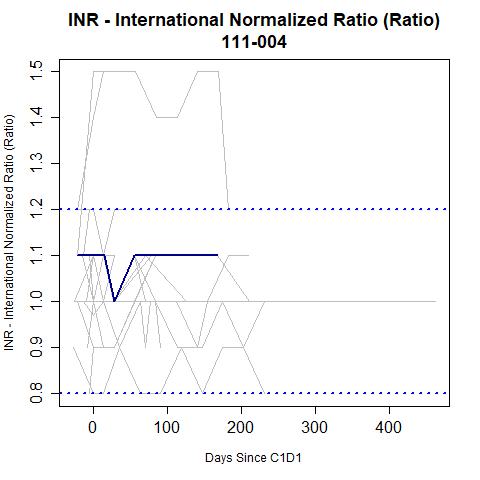 INR - International Normalized Ratio (Ratio)
111-004
INR - International Normalized Ratio (Ratio)
1.5
1.4
1.3
1.2
1.1
1.0
0.9
0.8
0 100 200 300 400
Days Since C1D1